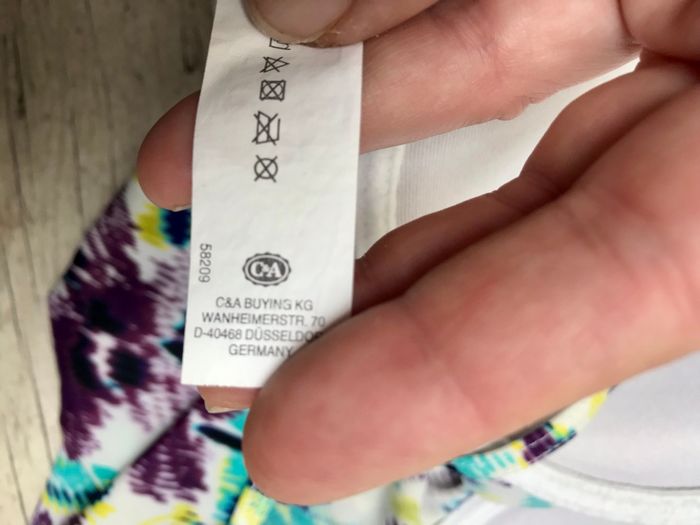 58209
C&A
C&A BUYING KG
WANHEIMERSTR. 70
D-40468 DÜSSELDO
GERMANY